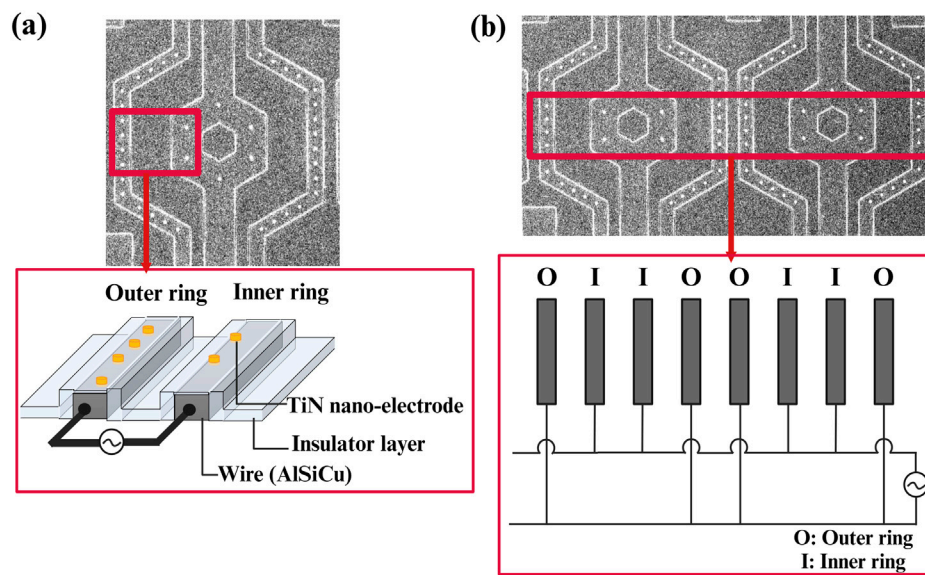 (a)
(b)
Outer ring Inner ring
TiN nano-electrode
Insulator layer
Wire (AlSiCu)
O I I O O I I O
O: Outer ring
I: Inner ring